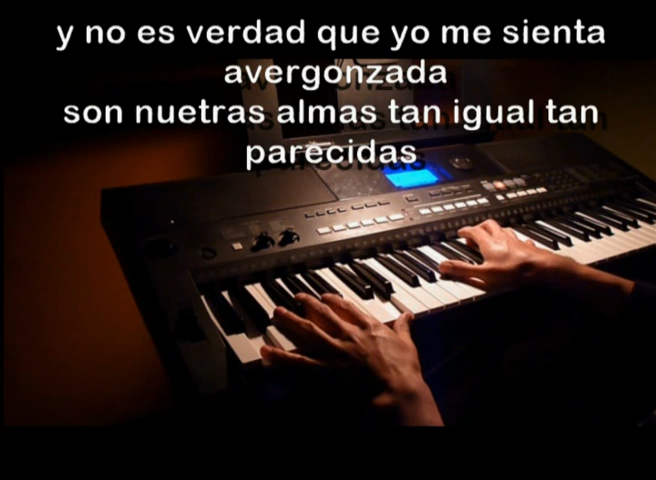 y no es verdad que yo me sienta
avergonzada
son nuetras almas tan igual tan
parecidas